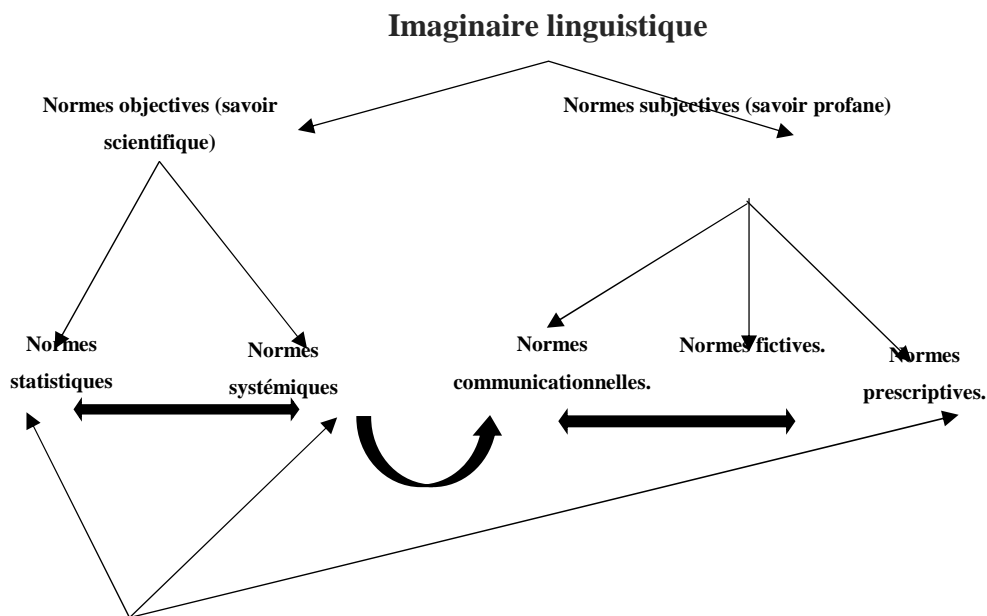 Imaginaire linguistique
Normes objectives (savoir
scientifique)
Normes subjectives (savoir profane)
Normes
statistiques
Normes
systémiques
Normes
communicationnelles.
Normes fictives.
Normes
prescriptives.